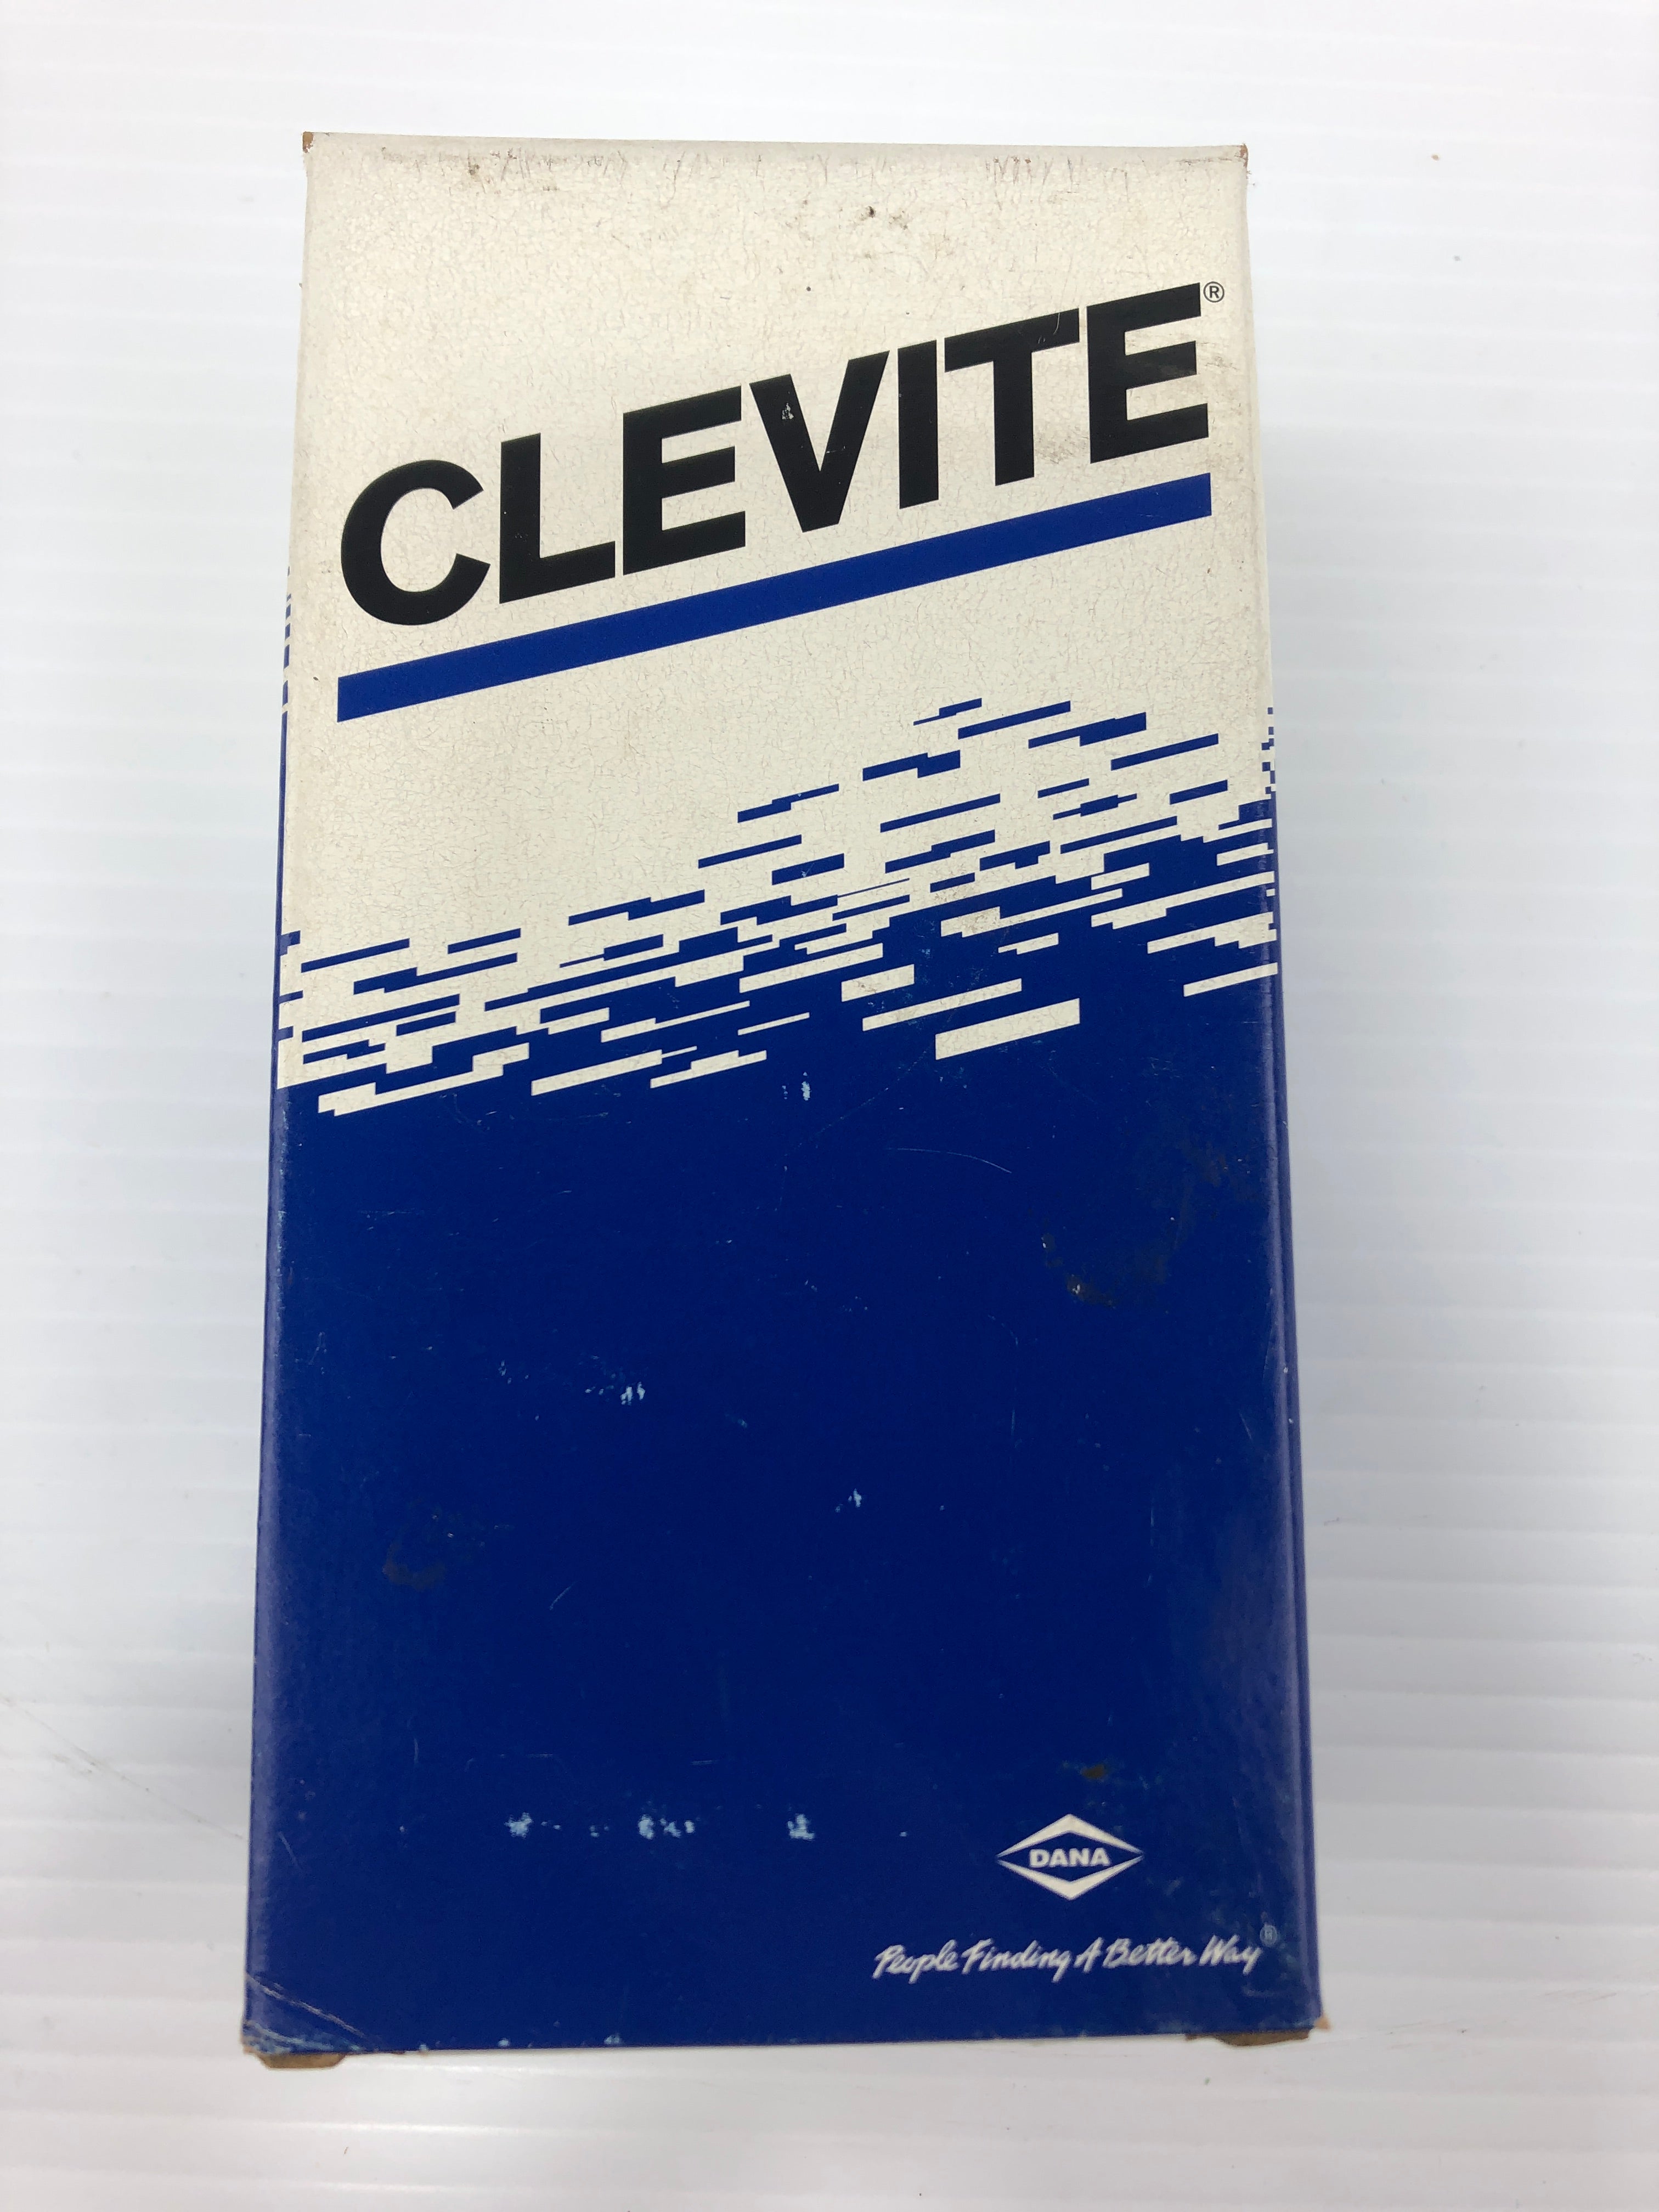 CLEVITE®
DANA
People Finding A Better Way®